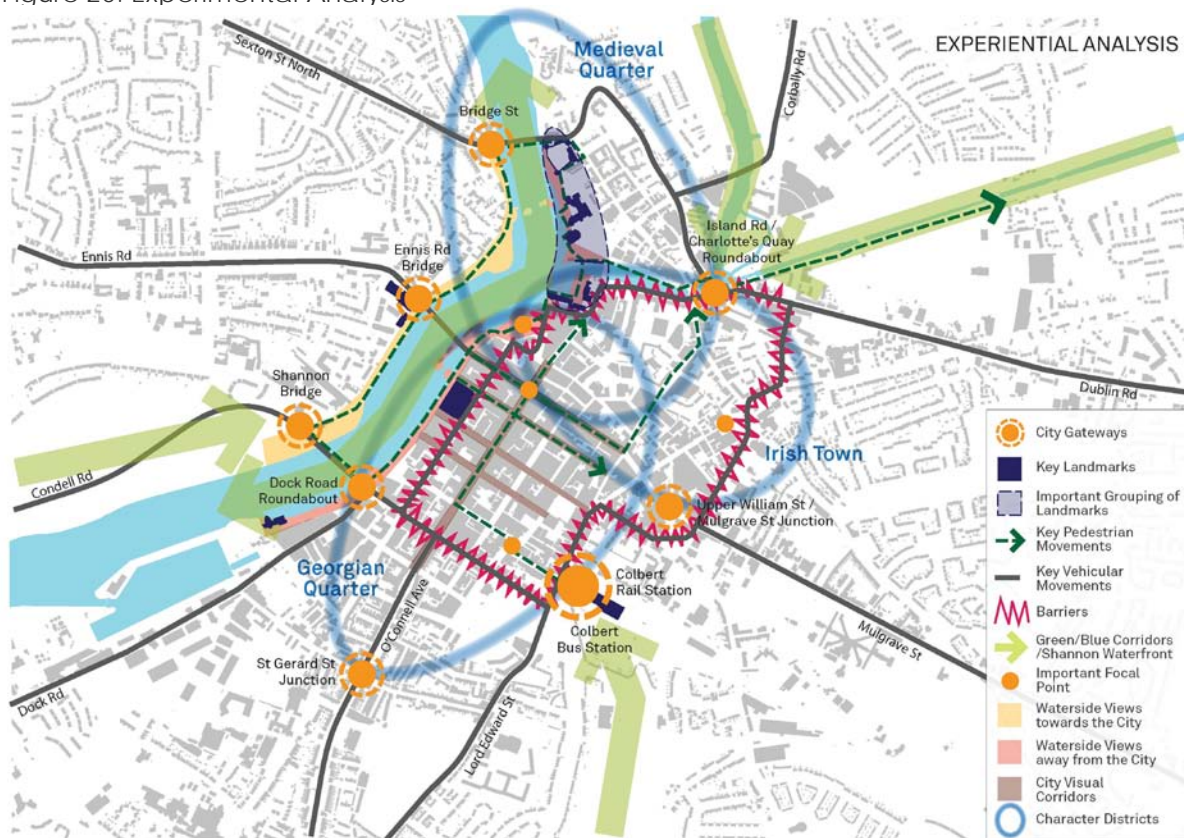 Figure 20: Experimental Analysis
EXPERIENTIAL ANALYSIS
Sexton St North
Medieval
Quarter
Corbally Rd
Bridge St
Island Rd /
Charlotte's Quay
Roundabout
Ennis Rd
Ennis Rd
Bridge
Shannon
Bridge
Dublin Rd
Condell Rd
Dock Road
Roundabout
Irish Town
Upper William St /
Mulgrave St Junction
Georgian
Quarter
O'Connell Ave
Colbert
Rail Station
Colbert
Bus Station
Mulgrave St
St Gerard St
Junction
Dock Rd
Lord Edward St
City Gateways
Key Landmarks
Important Grouping of
Landmarks
Key Pedestrian
Movements
Key Vehicular
Movements
Barriers
Green/Blue Corridors
/Shannon Waterfront
Important Focal
Point
Waterside Views
towards the City
Waterside Views
away from the City
City Visual
Corridors
Character Districts